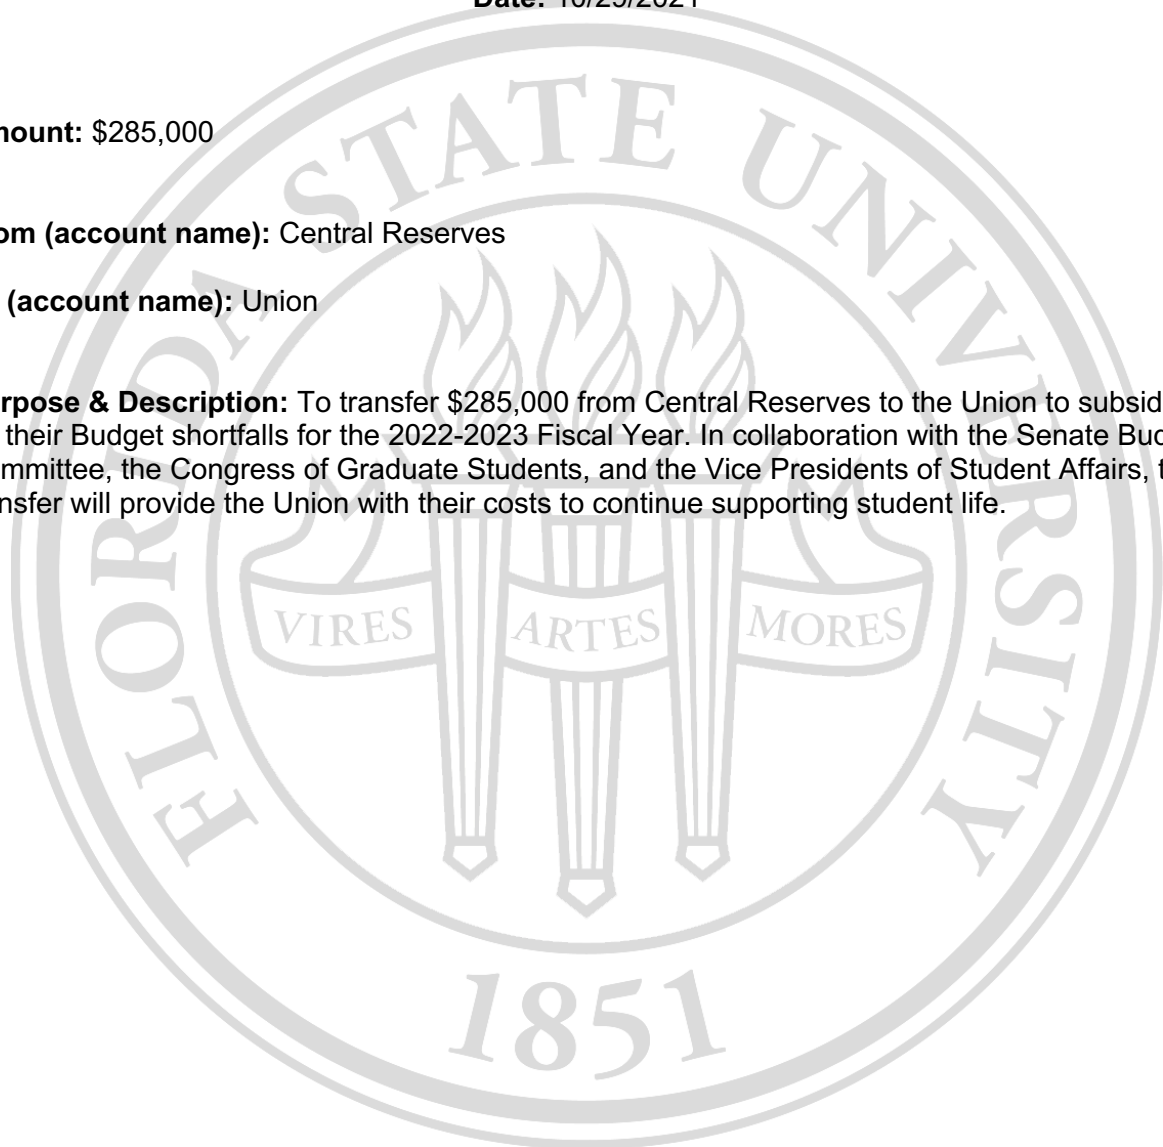 Date: 10/29/2021
mount: $285,000
om (account name): Central Reserves
(account name): Union
rpose & Description: To transfer $285,000 from Central Reserves to the Union to subsid
their Budget shortfalls for the 2022-2023 Fiscal Year. In collaboration with the Senate Bud
mmittee, the Congress of Graduate Students, and the Vice Presidents of Student Affairs, t
nsfer will provide the Union with their costs to continue supporting student life.
FLORIDA STATE UNIVERSITY
VIRES ARTES MORES
1851